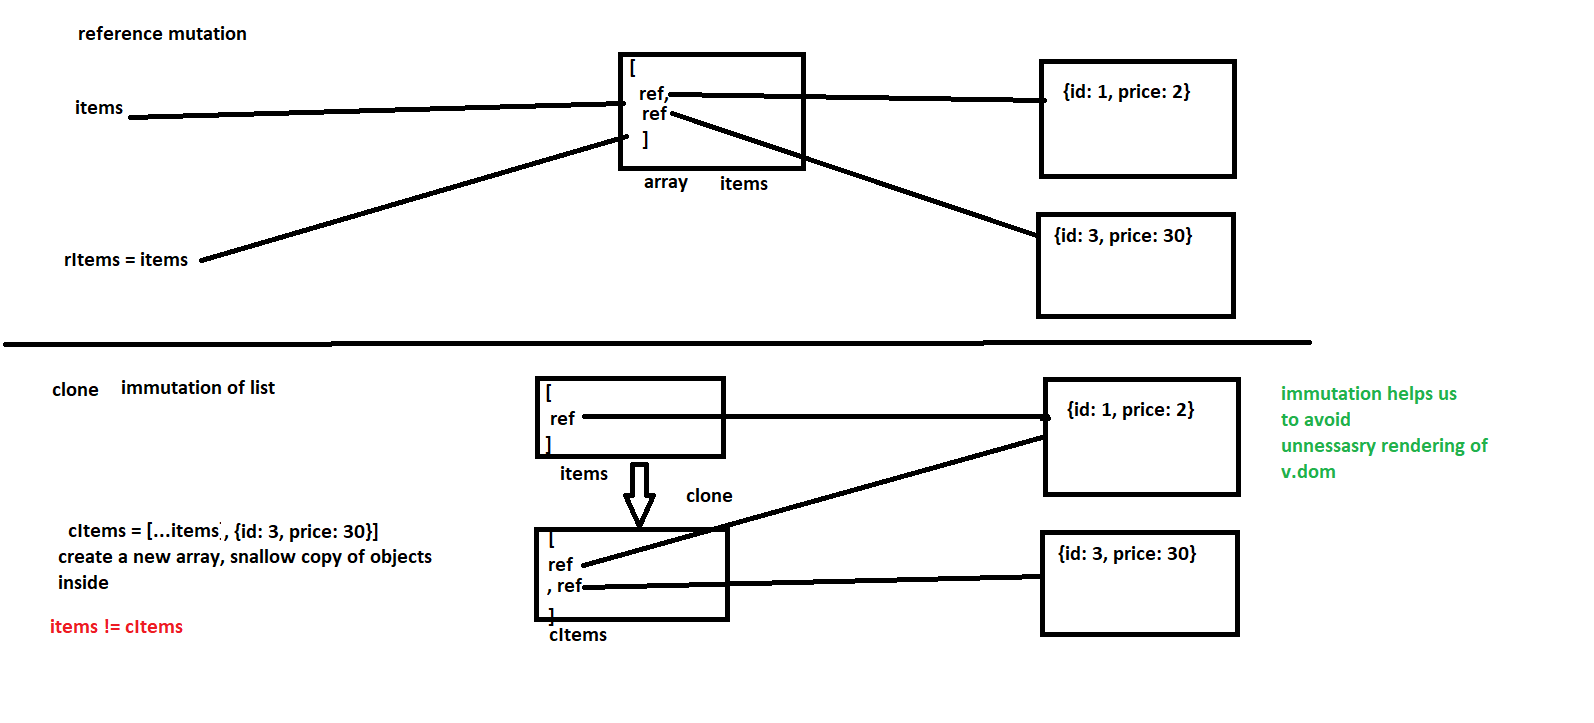 reference mutation
items
[
ref,
ref
]
array items
{id: 1, price: 2}
{id: 3, price: 30}
rItems = items
clone immutation of list
[
ref
]
items
clone
{id: 1, price: 2}
immutation helps us
to avoid
unnessasry rendering of
v.dom
cItems = [...items, {id: 3, price: 30}]
create a new array, snallow copy of objects
inside
items != cItems
[
ref
, ref
]
cItems
{id: 3, price: 30}